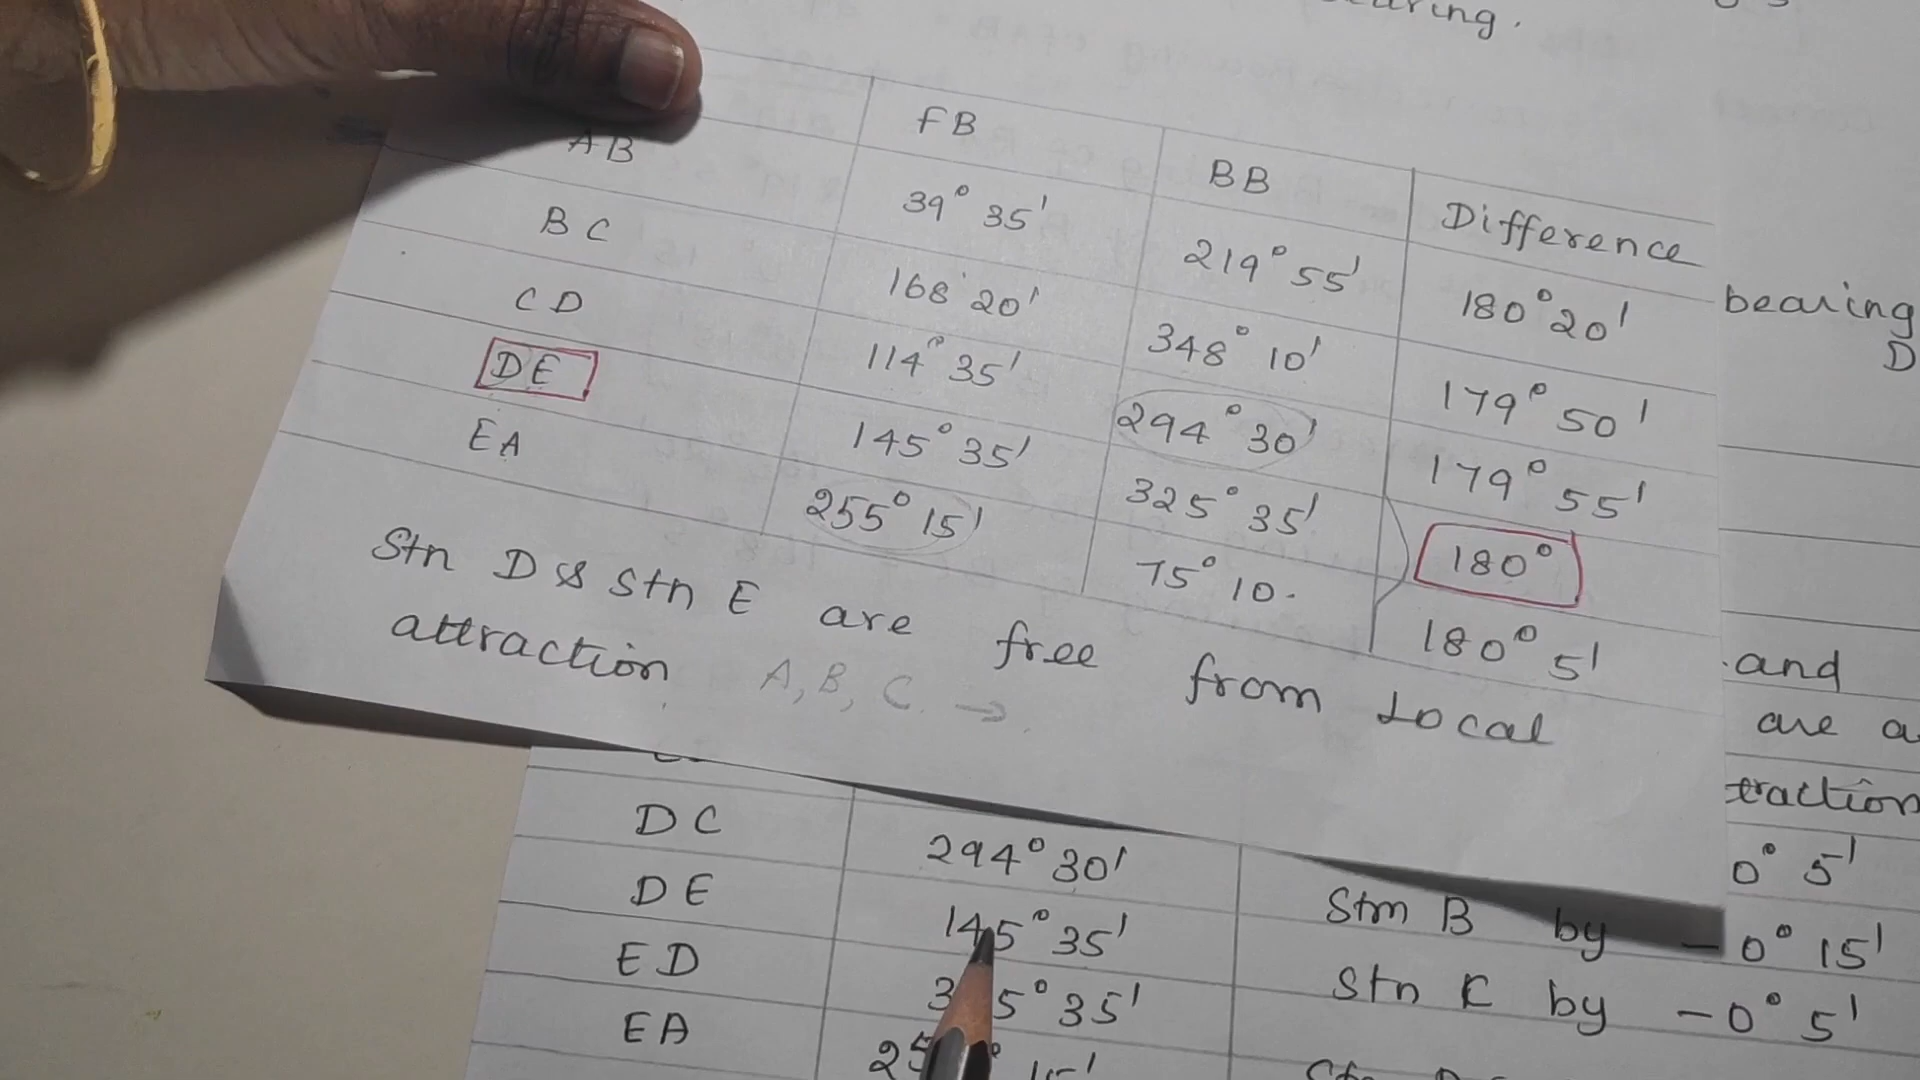 FB BB Difference
AB 39° 35' 219° 55' 180° 20'
BC 168° 20' 348° 10' 179° 50'
CD 114° 35' 294° 30' 179° 55'
DE 145° 35' 325° 35' 180°
EA 255° 15' 75° 10. 180° 5'
Stn D & Stn E are free from Local
attraction A, B, C. →
bearing
D
and
are
0° 5'
DC 294° 30'
DE 145° 35' Stn B by - 0° 15'
ED 5° 35' Stn C by - 0° 5'
EA